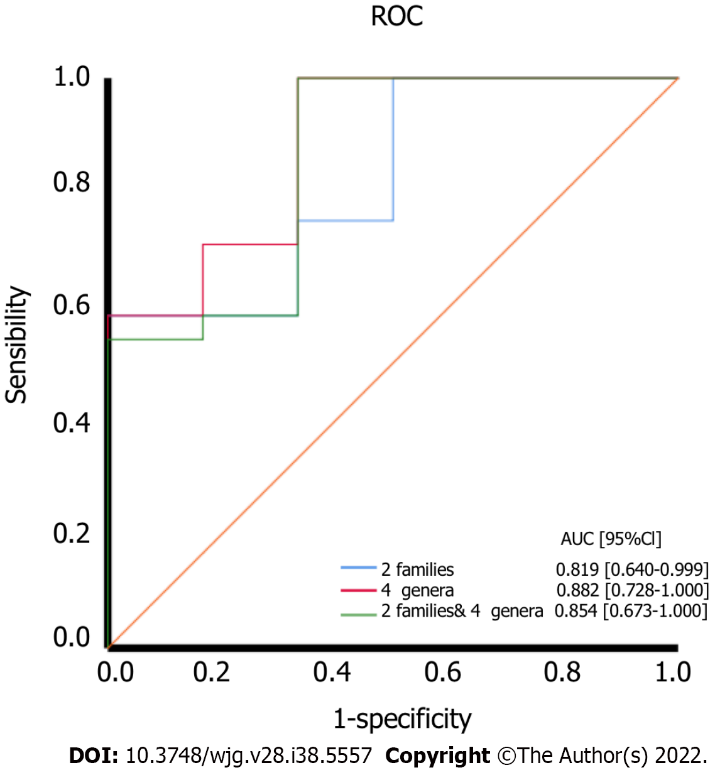 ROC
1.0
0.8
0.6
0.4
0.2
0.0
Sensibility
AUC [95%CI]
2 families 0.819 [0.640-0.999]
4 genera 0.882 [0.728-1.000]
2 families& 4 genera 0.854 [0.673-1.000]
0.0 0.2 0.4 0.6 0.8 1.0
1-specificity
DOI: 10.3748/wjg.v28.i38.5557 Copyright ©The Author(s) 2022.